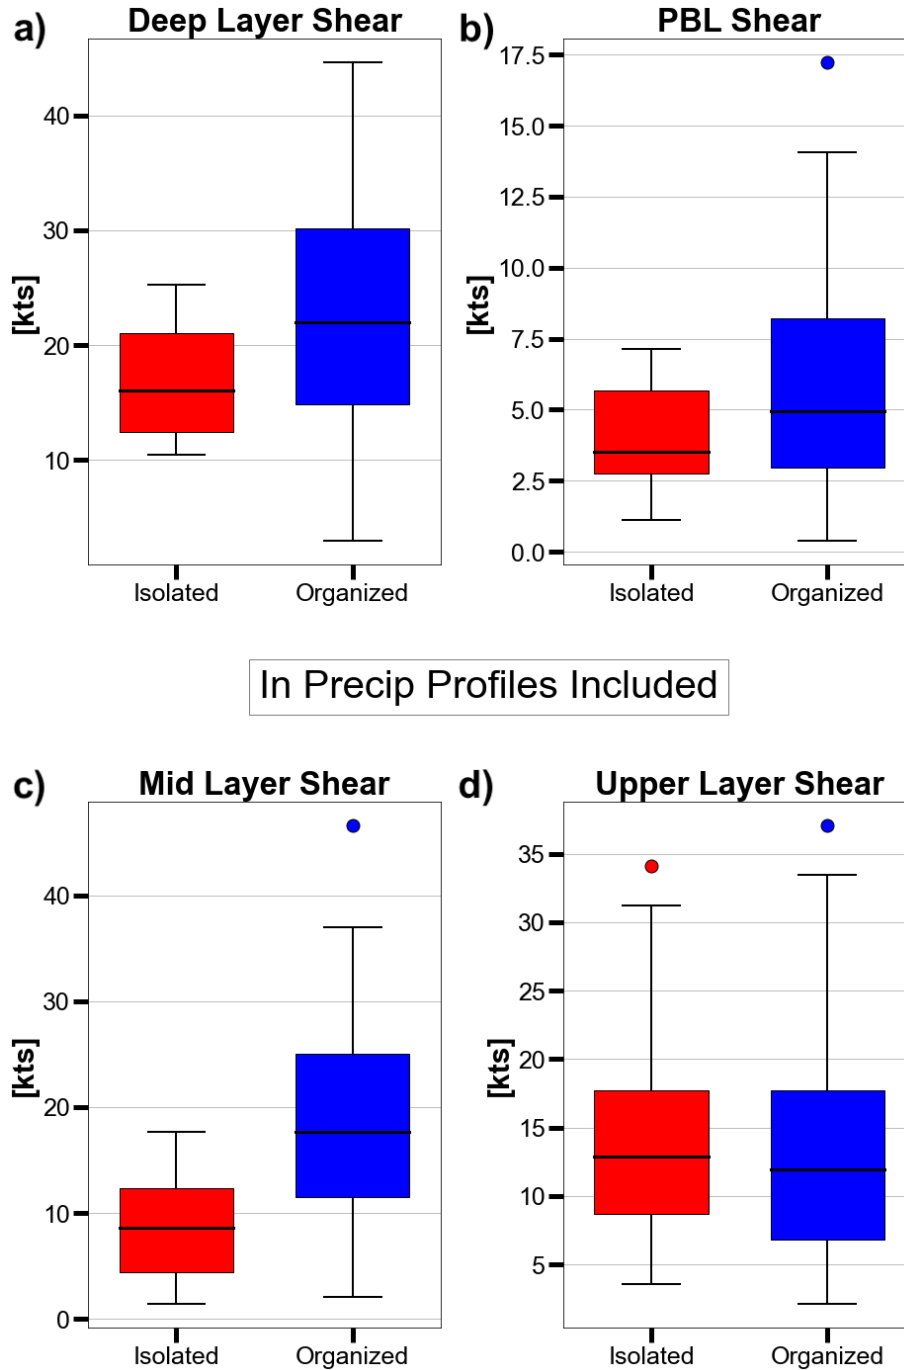 a) Deep Layer Shear
[kts]
40
30
20
10
Isolated Organized
b) PBL Shear
[kts]
17.5
15.0
12.5
10.0
7.5
5.0
2.5
0.0
Isolated Organized
In Precip Profiles Included
c) Mid Layer Shear
[kts]
40
30
20
10
0
Isolated Organized
d) Upper Layer Shear
[kts]
35
30
25
20
15
10
5
Isolated Organized